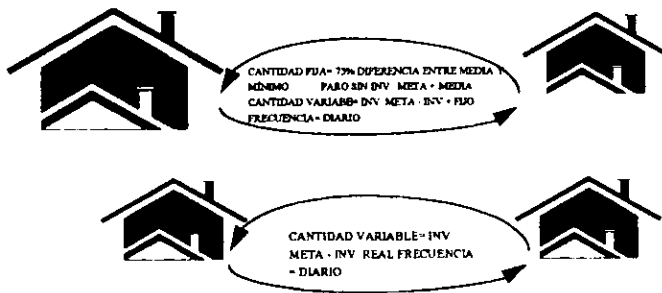 CANTIDAD FIJA= 75% DIFERENCIA ENTRE MEDIA Y
MÍNIMO PARO SIN INV META = MEDIA
CANTIDAD VARIABB= INV META - INV + FIJO
FRECUENCIA= DIARIO
CANTIDAD VARIABLE= INV
META - INV REAL FRECUENCIA
= DIARIO